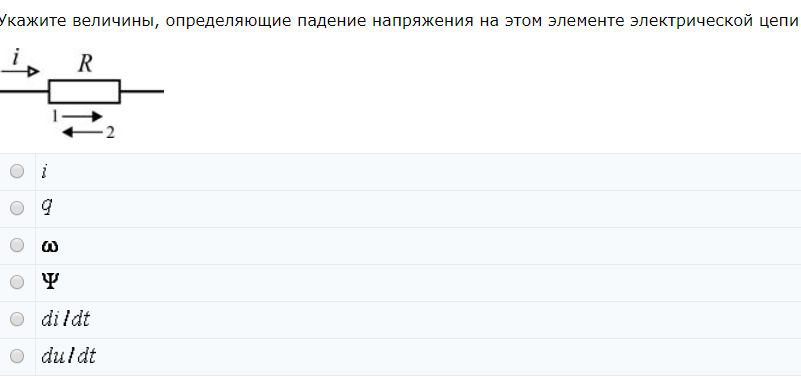 Укажите величины, определяющие падение напряжения на этом элементе электрической цепи
i
R
1
2
i
q
ω
Ψ
di/dt
du/dt